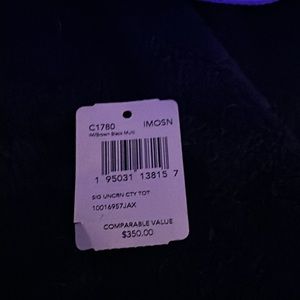 C1780 IMOSN
IM/Brown Black Multi
1 95031 13815 7
SIG UNCRN CTY TOT
10016957JAX
COMPARABLE VALUE
$350.00